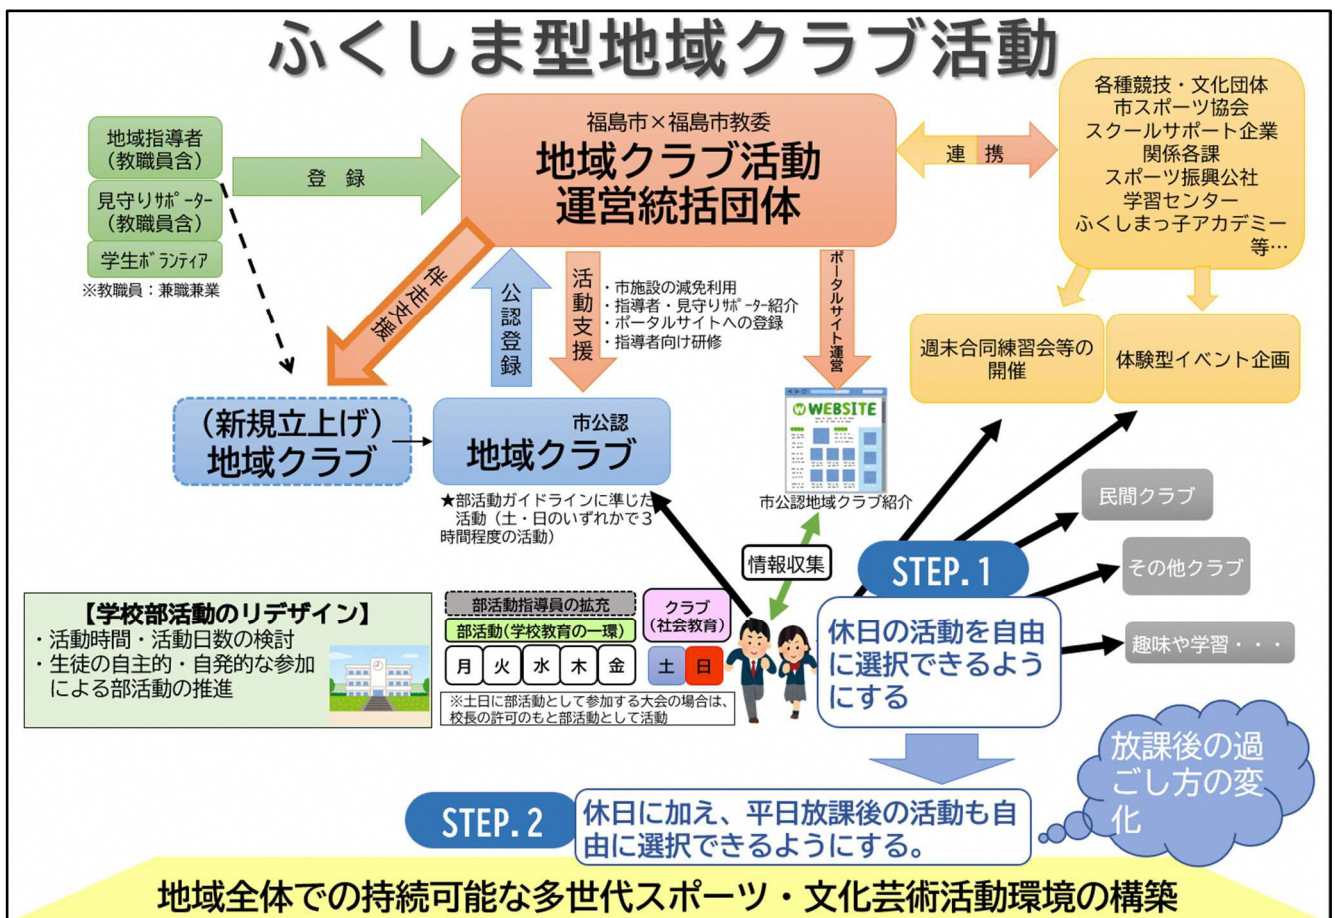 ふくしま型地域クラブ活動
地域指導者
（教職員含）
見守りｻﾎﾟｰﾀｰ
（教職員含）
学生ﾎﾞﾗﾝﾃｨｱ
※教職員：兼職兼業
登 録
福島市×福島市教委
地域クラブ活動
運営統括団体
連 携
各種競技・文化団体
市スポーツ協会
スクールサポート企業
関係各課
スポーツ振興公社
学習センター
ふくしまっ子アカデミー
等…
伴走支援
公認登録
活動支援
・市施設の減免利用
・指導者・見守りｻﾎﾟｰﾀｰ紹介
・ポータルサイトへの登録
・指導者向け研修
ポータルサイト運営
週末合同練習会等の
開催
体験型イベント企画
（新規立上げ）
地域クラブ
市公認
地域クラブ
★部活動ガイドラインに準じた
活動（土・日のいずれかで３
時間程度の活動）
W WEBSITE
市公認地域クラブ紹介
情報収集
民間クラブ
その他クラブ
趣味や学習・・・
STEP.1
休日の活動を自由
に選択できるよう
にする
【学校部活動のリデザイン】
・活動時間・活動日数の検討
・生徒の自主的・自発的な参加
による部活動の推進
部活動指導員の拡充
部活動(学校教育の一環)
月 火 水 木 金
クラブ
（社会教育）
土 日
※土日に部活動として参加する大会の場合は、
校長の許可のもと部活動として活動
放課後の過
ごし方の変
化
STEP.2
休日に加え、平日放課後の活動も自
由に選択できるようにする。
地域全体での持続可能な多世代スポーツ・文化芸術活動環境の構築